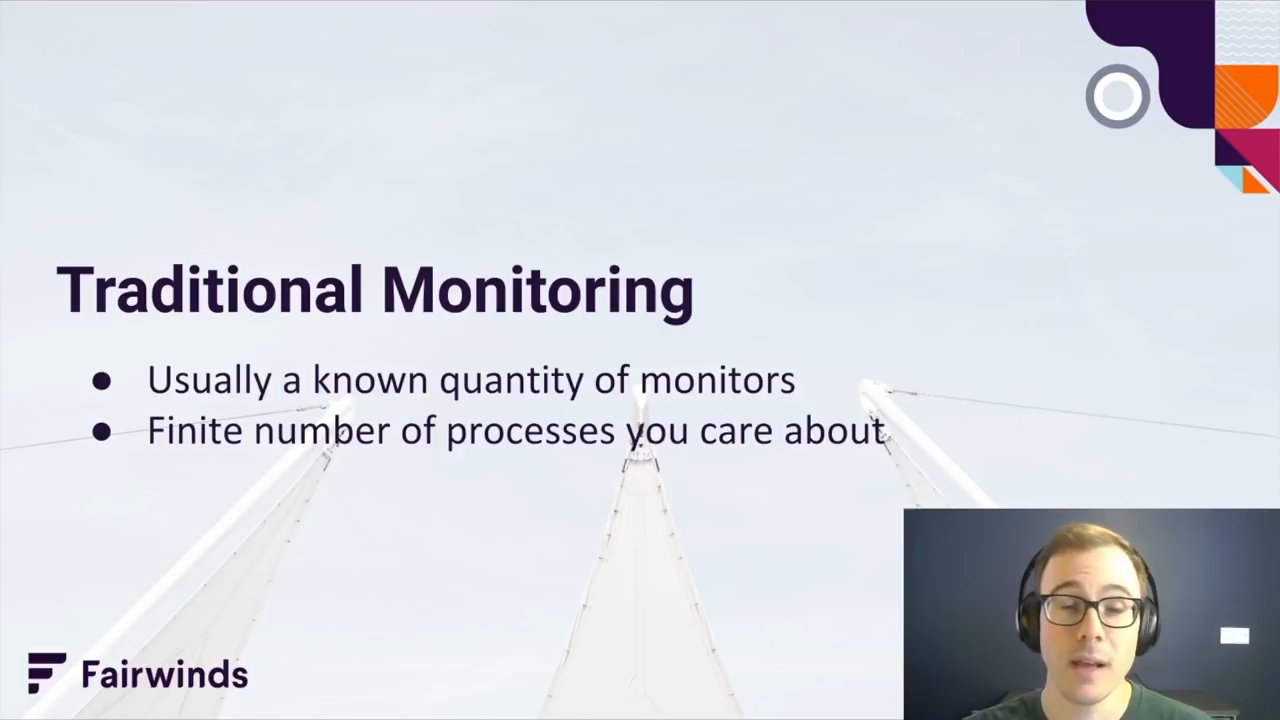 Traditional Monitoring
● Usually a known quantity of monitors
● Finite number of processes you care about
Fairwinds